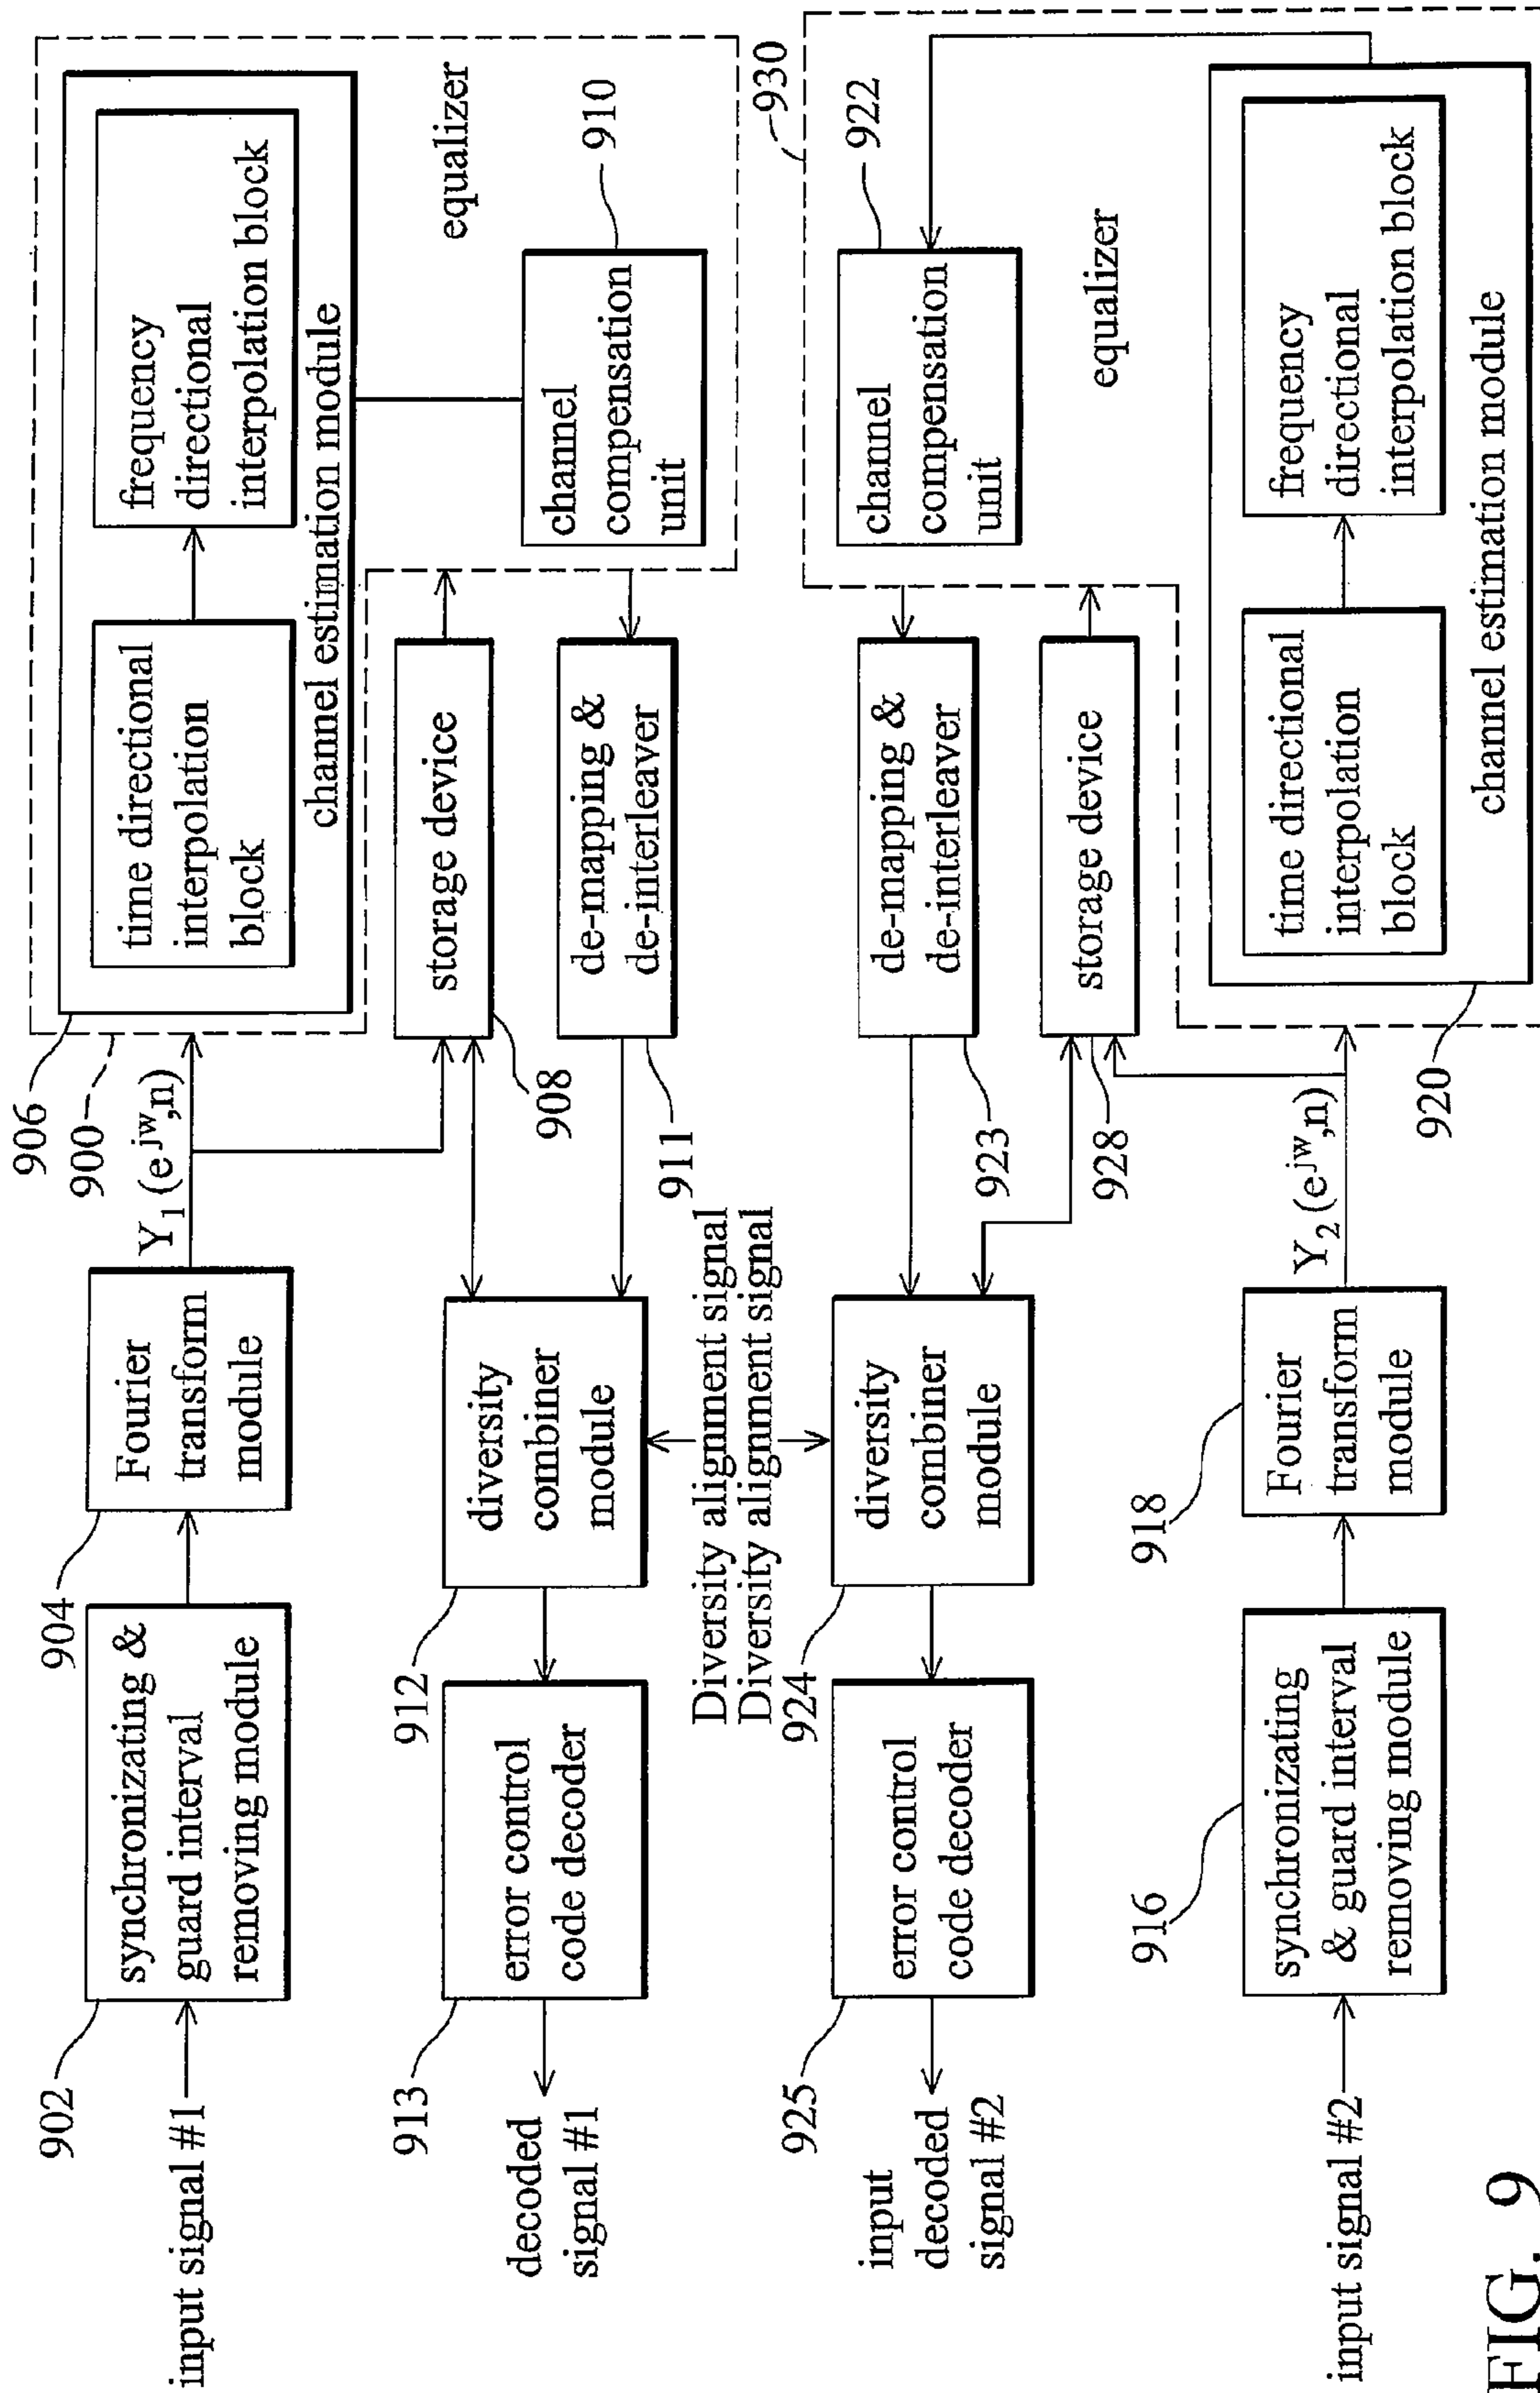 902
input signal #1
synchronizating &
guard interval
removing module
904
Fourier
transform
module
Y1 (e^jw,n)
906
900
time directional
interpolation
block
frequency
directional
interpolation block
channel estimation module
equalizer
storage device
908
channel
compensation
unit
910
de-mapping &
de-interleaver
911
diversity
combiner
module
912
error control
code decoder
913
decoded
signal #1
Diversity alignment signal
Diversity alignment signal
930
channel
compensation
unit
922
de-mapping &
de-interleaver
923
diversity
combiner
module
924
error control
code decoder
925
input
decoded
signal #2
storage device
928
equalizer
input signal #2
synchronizating
& guard interval
removing module
916
Fourier
transform
module
918
Y2 (e^jw,n)
time directional
interpolation
block
frequency
directional
interpolation block
channel estimation module
920
FIG. 9